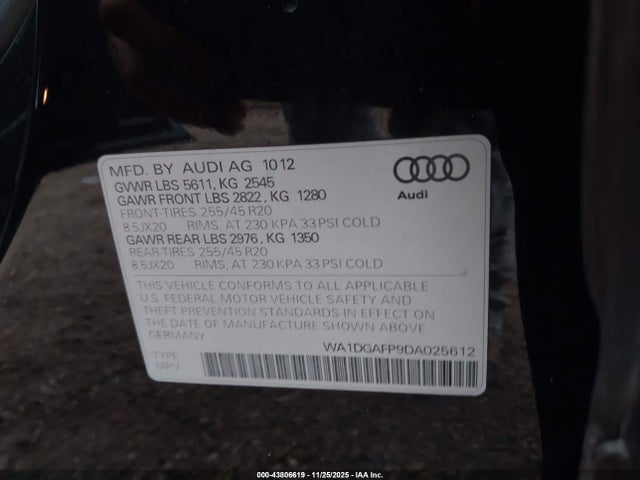 MFD. BY AUDI AG 10 12
GVWR LBS 5611, KG 2545
GAWR FRONT LBS 2822, KG 1280
FRONT-TIRES 255/45 R20
8.5JX20 RIMS, AT 230 KPA 33 PSI COLD
GAWR REAR LBS 2976, KG 1350
REAR-TIRES 255/45 R20
8.5JX20 RIMS, AT 230 KPA 33 PSI COLD
Audi
THIS VEHICLE CONFORMS TO ALL APPLICABLE
U.S. FEDERAL MOTOR VEHICLE SAFETY AND
THEFT PREVENTION STANDARDS IN EFFECT ON
THE DATE OF MANUFACTURE SHOWN ABOVE.
GERMANY
WA1DGAFP9DA025612
TYPE:
MPV
000-43806619 - 11/25/2025 - IAA Inc.